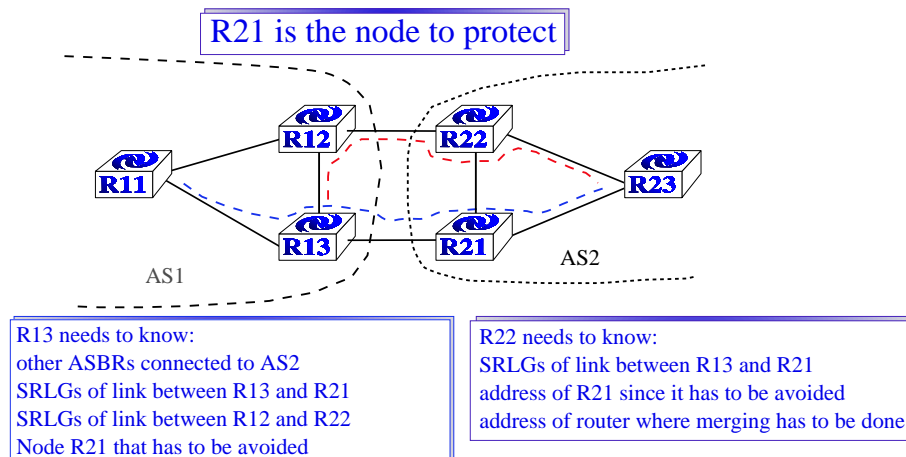 R21 is the node to protect
R12
R22
R11
R23
R13
R21
AS1
AS2
R13 needs to know:
other ASBRs connected to AS2
SRLGs of link between R13 and R21
SRLGs of link between R12 and R22
Node R21 that has to be avoided
R22 needs to know:
SRLGs of link between R13 and R21
address of R21 since it has to be avoided
address of router where merging has to be done